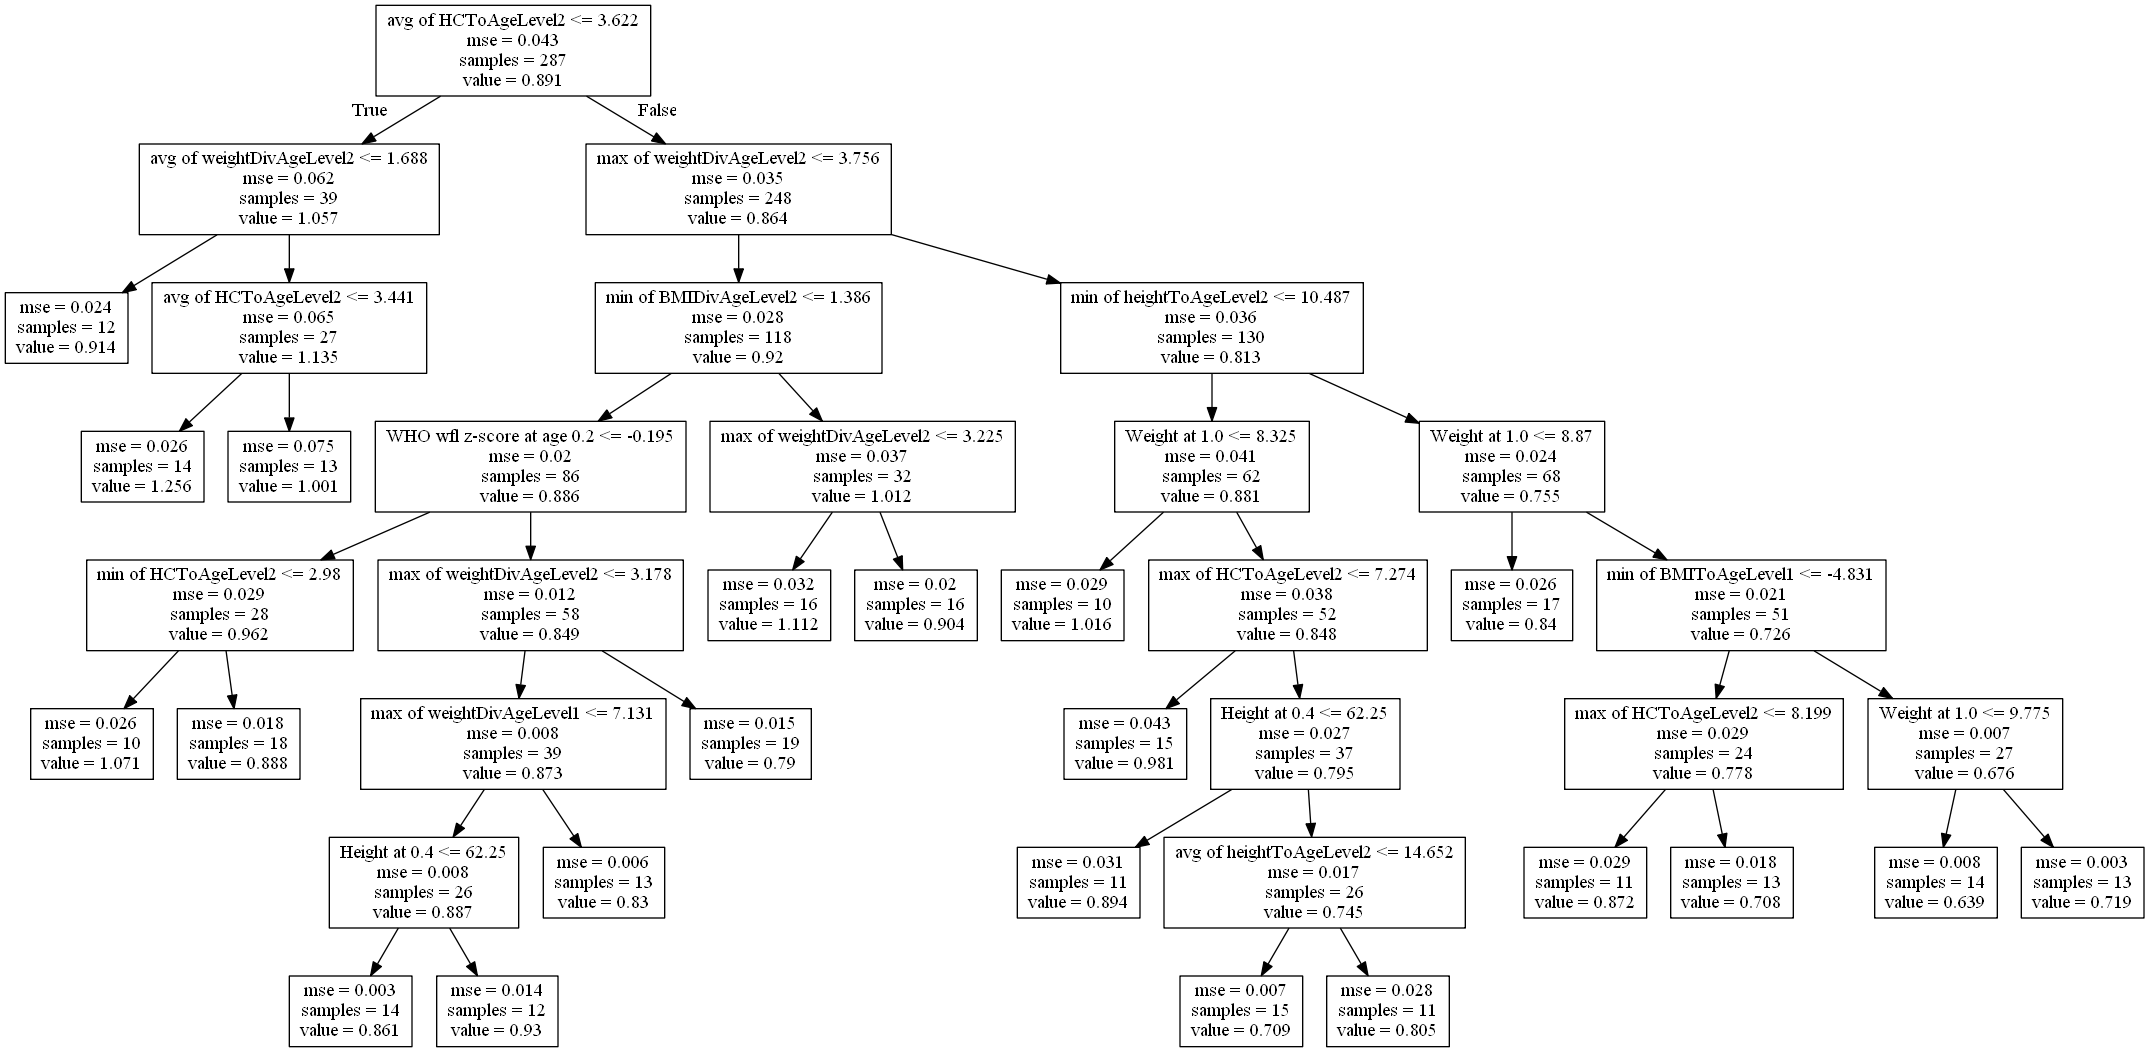 avg of HCToAgeLevel2 <= 3.622
mse = 0.043
samples = 287
value = 0.891
True
False
avg of weightDivAgeLevel2 <= 1.688
mse = 0.062
samples = 39
value = 1.057
max of weightDivAgeLevel2 <= 3.756
mse = 0.035
samples = 248
value = 0.864
mse = 0.024
samples = 12
value = 0.914
avg of HCToAgeLevel2 <= 3.441
mse = 0.065
samples = 27
value = 1.135
min of BMIDivAgeLevel2 <= 1.386
mse = 0.028
samples = 118
value = 0.92
min of heightToAgeLevel2 <= 10.487
mse = 0.036
samples = 130
value = 0.813
mse = 0.026
samples = 14
value = 1.256
mse = 0.075
samples = 13
value = 1.001
WHO wfl z-score at age 0.2 <= -0.195
mse = 0.02
samples = 86
value = 0.886
max of weightDivAgeLevel2 <= 3.225
mse = 0.037
samples = 32
value = 1.012
Weight at 1.0 <= 8.325
mse = 0.041
samples = 62
value = 0.881
Weight at 1.0 <= 8.87
mse = 0.024
samples = 68
value = 0.755
min of HCToAgeLevel2 <= 2.98
mse = 0.029
samples = 28
value = 0.962
max of weightDivAgeLevel2 <= 3.178
mse = 0.012
samples = 58
value = 0.849
mse = 0.032
samples = 16
value = 1.112
mse = 0.02
samples = 16
value = 0.904
mse = 0.029
samples = 10
value = 1.016
max of HCToAgeLevel2 <= 7.274
mse = 0.038
samples = 52
value = 0.848
mse = 0.026
samples = 17
value = 0.84
min of BMIToAgeLevel1 <= -4.831
mse = 0.021
samples = 51
value = 0.726
mse = 0.026
samples = 10
value = 1.071
mse = 0.018
samples = 18
value = 0.888
max of weightDivAgeLevel1 <= 7.131
mse = 0.008
samples = 39
value = 0.873
mse = 0.015
samples = 19
value = 0.79
mse = 0.043
samples = 15
value = 0.981
Height at 0.4 <= 62.25
mse = 0.027
samples = 37
value = 0.795
max of HCToAgeLevel2 <= 8.199
mse = 0.029
samples = 24
value = 0.778
Weight at 1.0 <= 9.775
mse = 0.007
samples = 27
value = 0.676
Height at 0.4 <= 62.25
mse = 0.008
samples = 26
value = 0.887
mse = 0.006
samples = 13
value = 0.83
mse = 0.031
samples = 11
value = 0.894
avg of heightToAgeLevel2 <= 14.652
mse = 0.017
samples = 26
value = 0.745
mse = 0.029
samples = 11
value = 0.872
mse = 0.018
samples = 13
value = 0.708
mse = 0.008
samples = 14
value = 0.639
mse = 0.003
samples = 13
value = 0.719
mse = 0.003
samples = 14
value = 0.861
mse = 0.014
samples = 12
value = 0.93
mse = 0.007
samples = 15
value = 0.709
mse = 0.028
samples = 11
value = 0.805